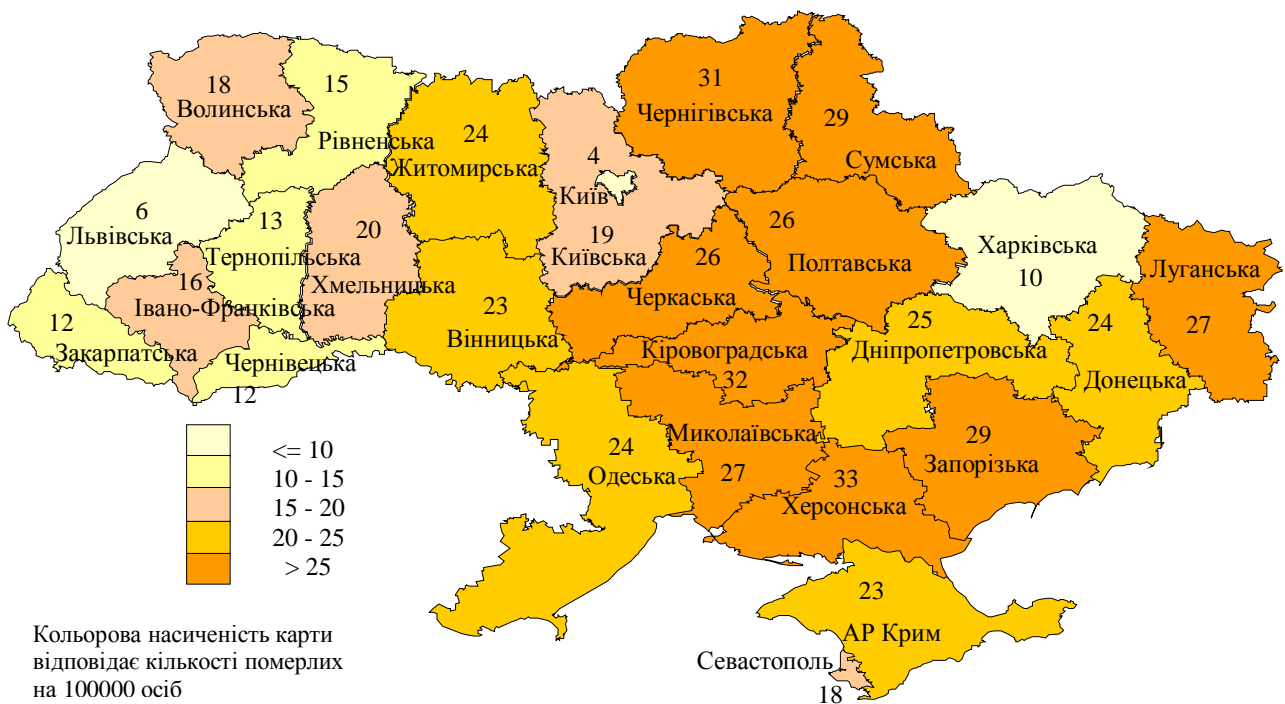 31
Чернігівська
29
Сумська
18
Волинська
15
Рівненська
24
Житомирська
4
Київ
19
Київська
6
Львівська
13
Тернопільська
20
Хмельницька
26
Черкаська
26
Полтавська
Харківська
10
Луганська
27
16
Івано-Франківська
12
Закарпатська
Чернівецька
12
23
Вінницька
Кіровоградська
32
25
Дніпропетровська
24
Донецька
24
Одеська
Миколаївська
27
29
Запорізька
33
Херсонська
<= 10
10 - 15
15 - 20
20 - 25
> 25
23
АР Крим
Севастополь
18
Кольорова насиченість карти
відповідає кількості померлих
на 100000 осіб